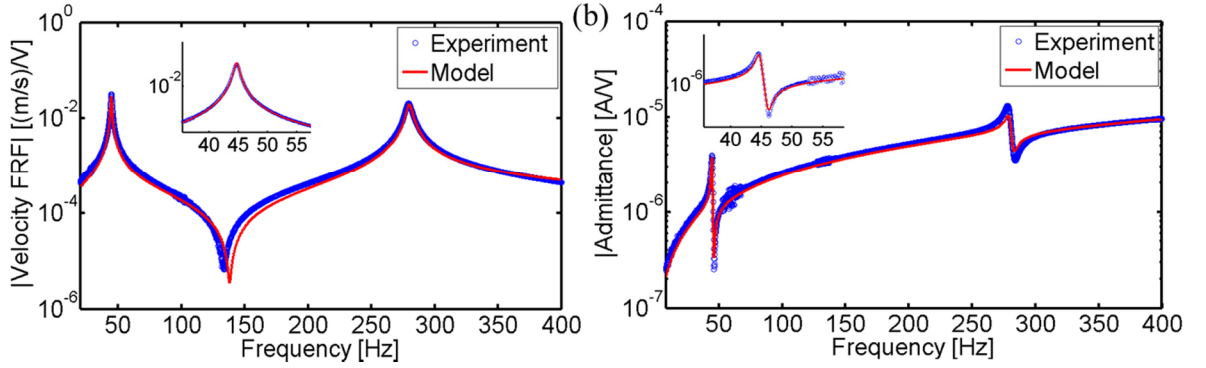 |Velocity FRF| [(m/s)/V]
10^0
10^-2
10^-4
10^-6
10^-2
40 45 50 55
Experiment
Model
50 100 150 200 250 300 350 400
Frequency [Hz]
(b)
|Admittance| [A/V]
10^-4
10^-5
10^-6
10^-7
10^-6
40 45 50 55
Experiment
Model
50 100 150 200 250 300 350 400
Frequency [Hz]